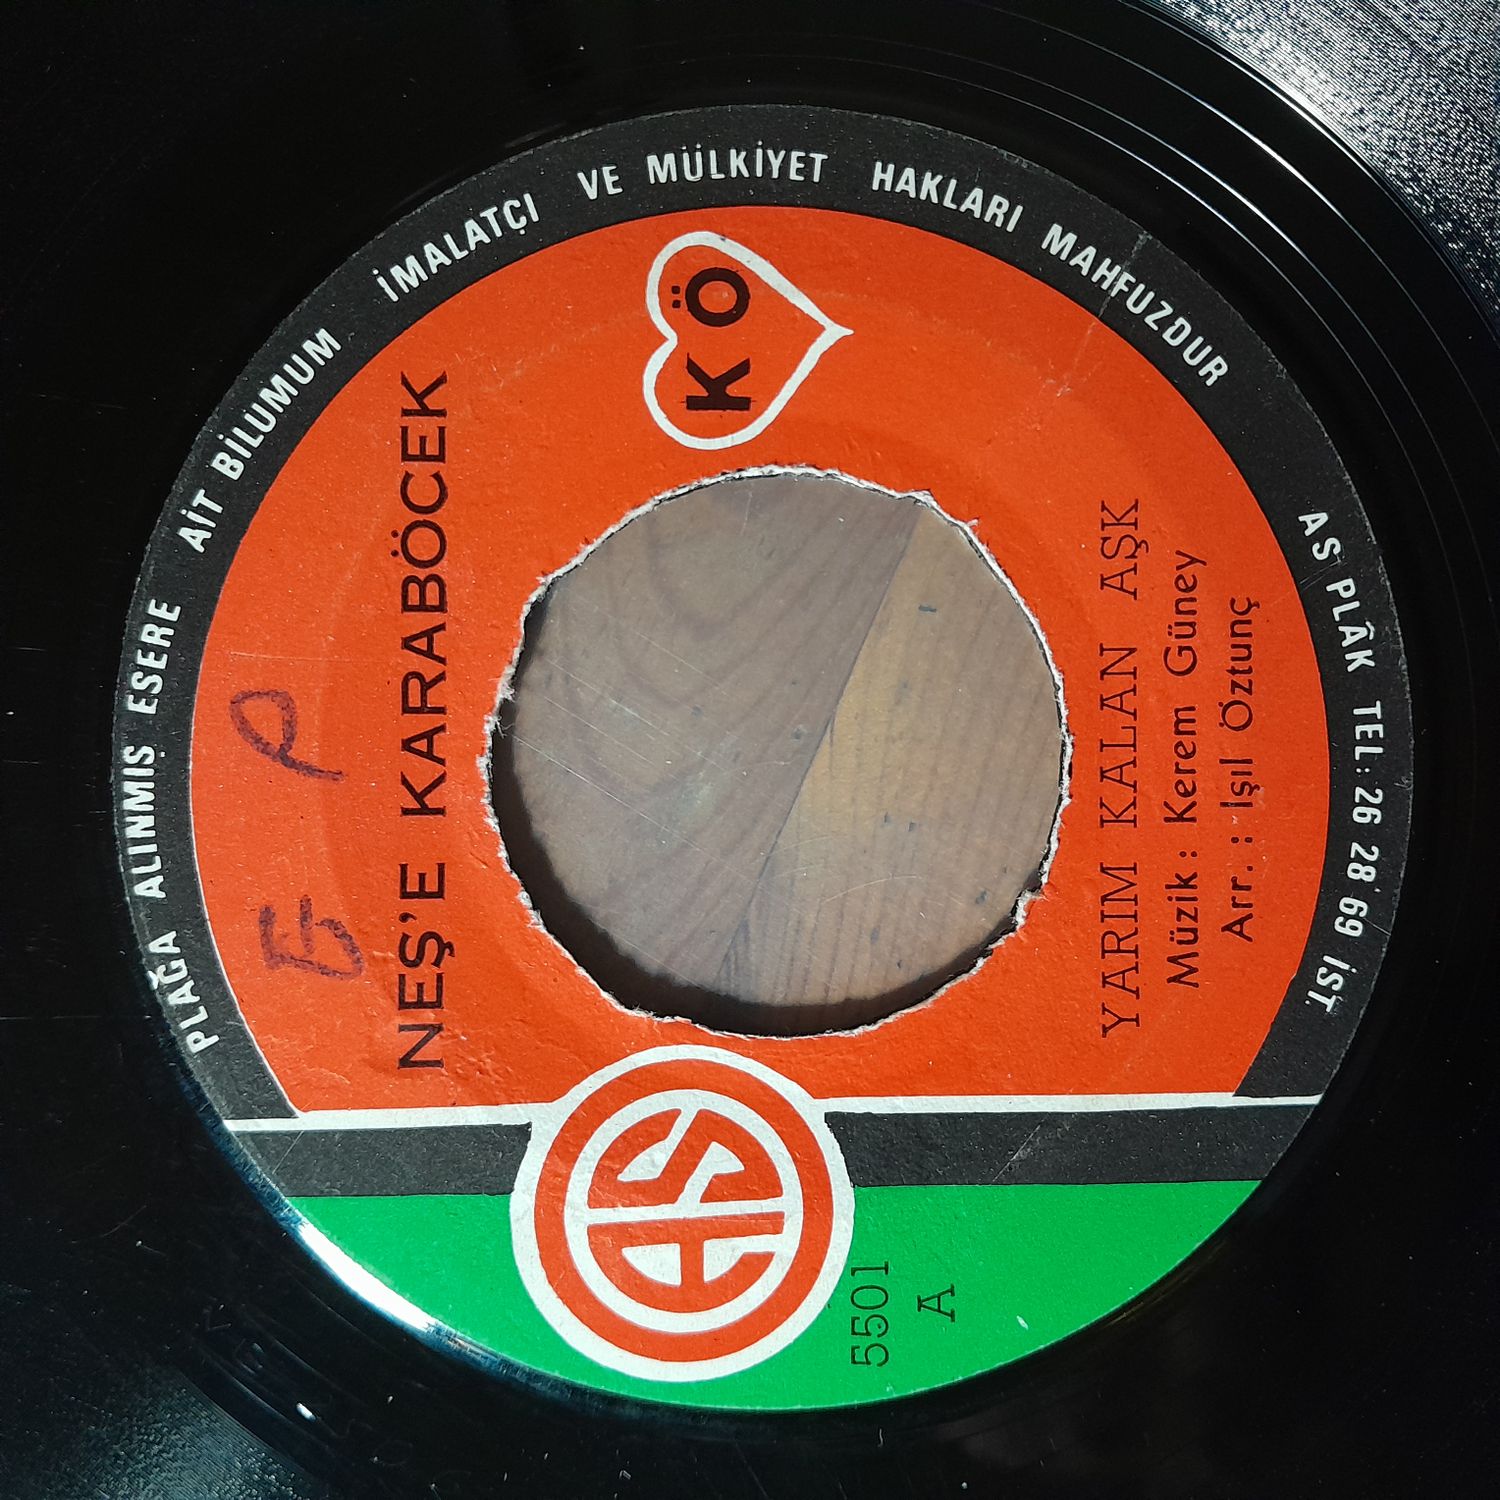 PLAĞA ALINMIŞ ESERE AİT BİLUMUM İMALATÇI VE MÜLKİYET HAKLARI MAHFUZDUR
AS PLÂK TEL: 26 28 69 İST.
E P
NEŞ'E KARABÖCEK
K Ö
AS
5501
A
YARIM KALAN AŞK
Müzik : Kerem Güney
Arr. : Işıl Öztunç